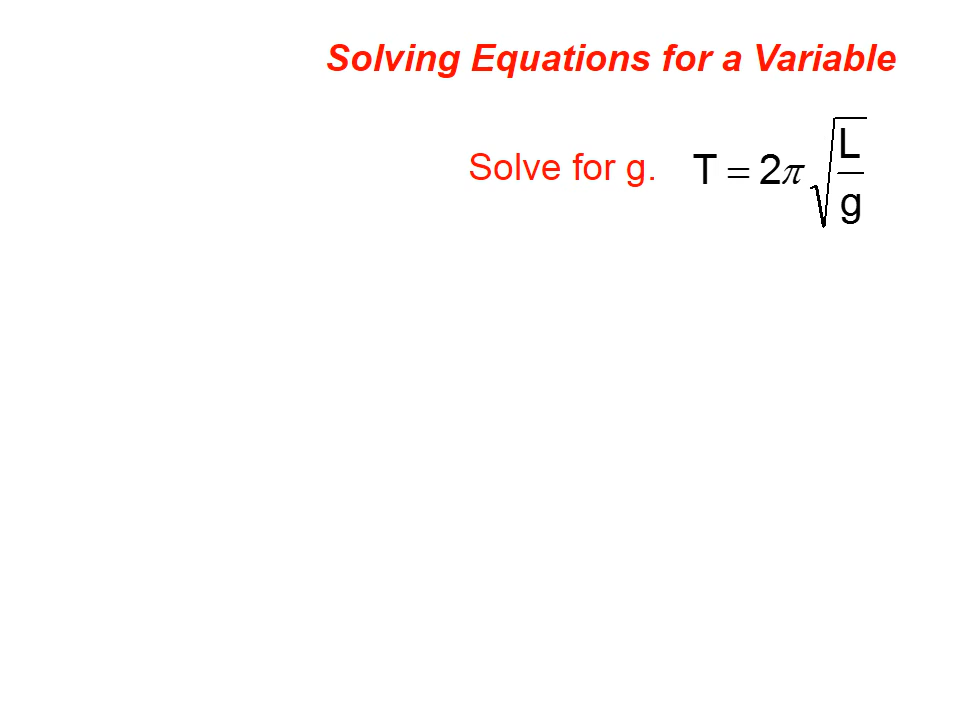 Solving Equations for a Variable
Solve for g. T = 2π√(L/g)